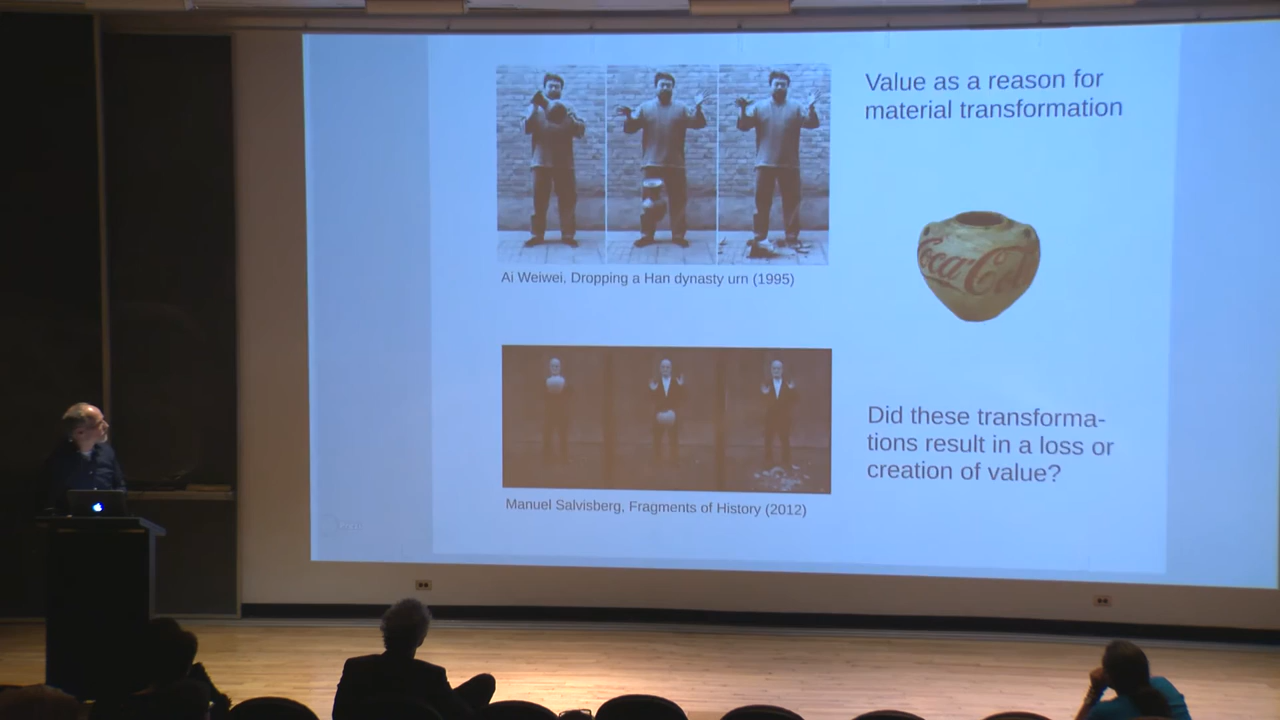 Value as a reason for
material transformation
Ai Weiwei, Dropping a Han dynasty urn (1995)
Coca Col
Did these transforma-
tions result in a loss or
creation of value?
Manuel Salvisberg, Fragments of History (2012)